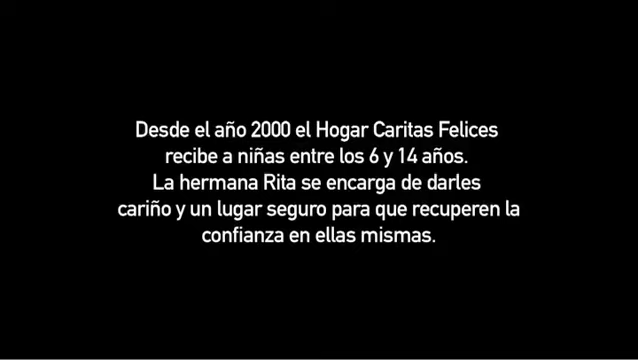 Desde el año 2000 el Hogar Caritas Felices
recibe a niñas entre los 6 y 14 años.
La hermana Rita se encarga de darles
cariño y un lugar seguro para que recuperen la
confianza en ellas mismas.